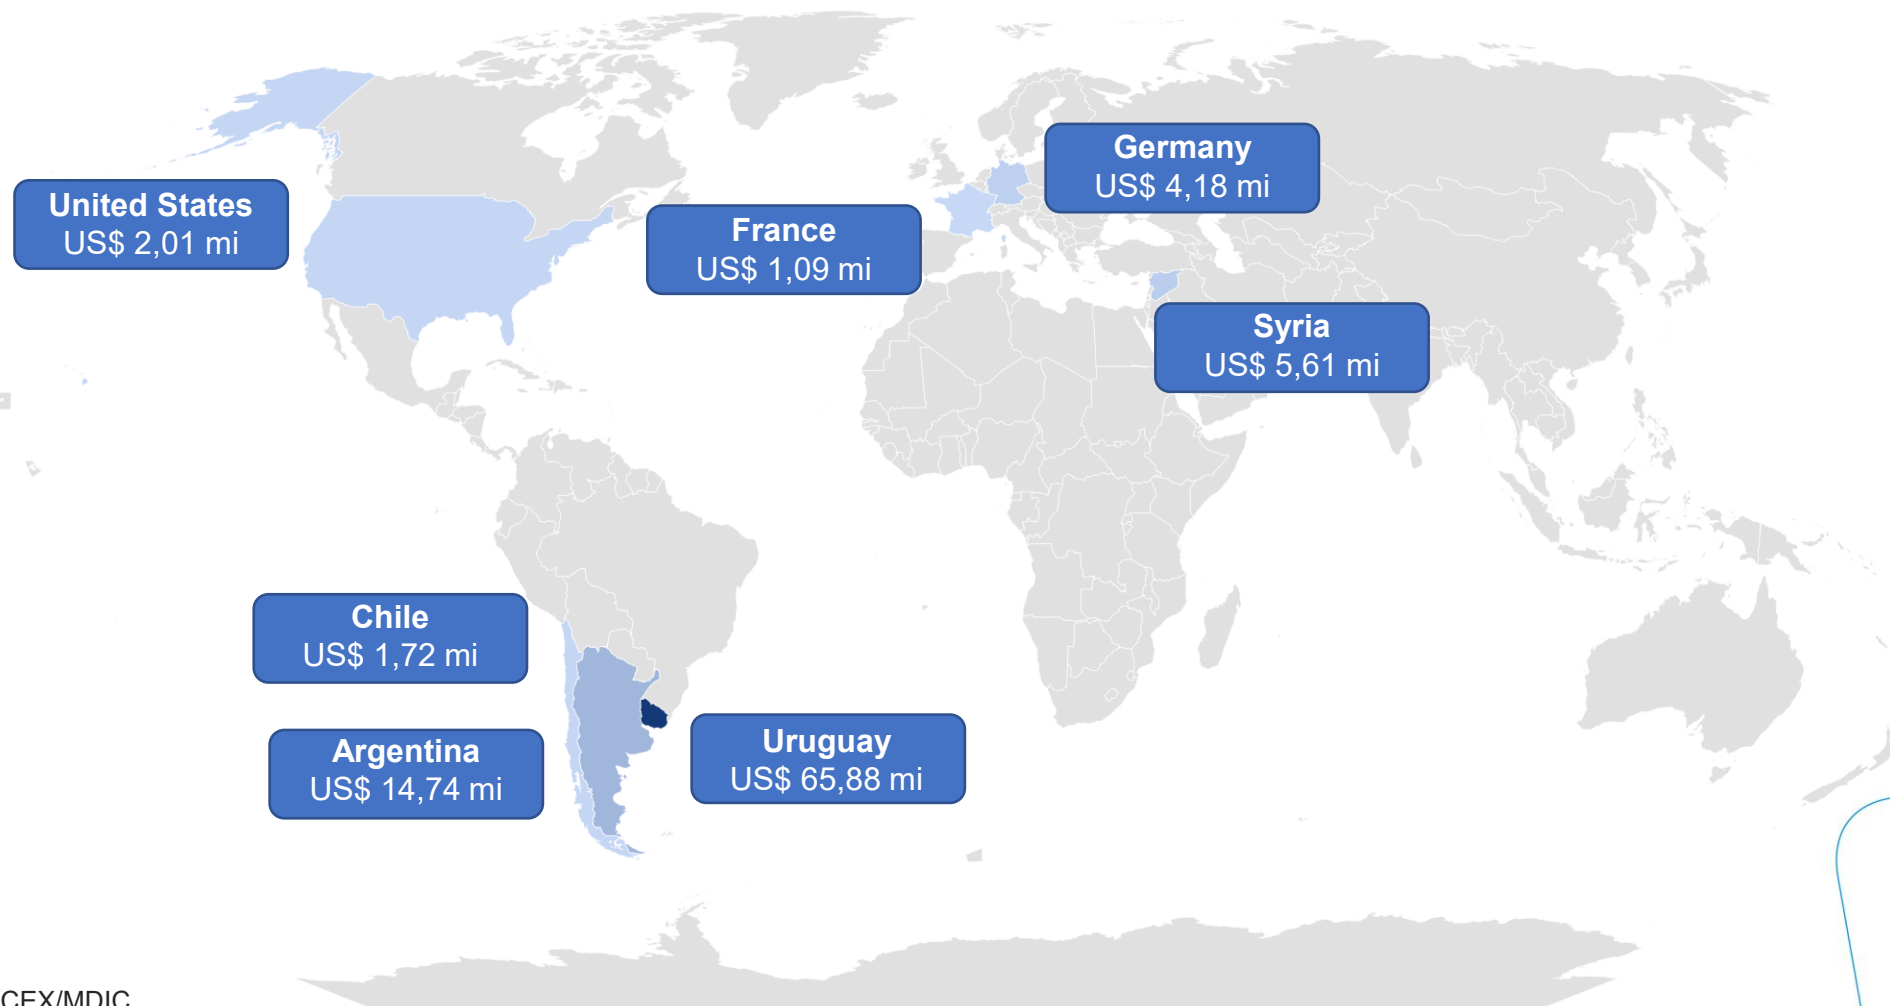 Germany
US$ 4,18 mi
United States
US$ 2,01 mi
France
US$ 1,09 mi
Syria
US$ 5,61 mi
Chile
US$ 1,72 mi
Argentina
US$ 14,74 mi
Uruguay
US$ 65,88 mi
CEX/MDIC